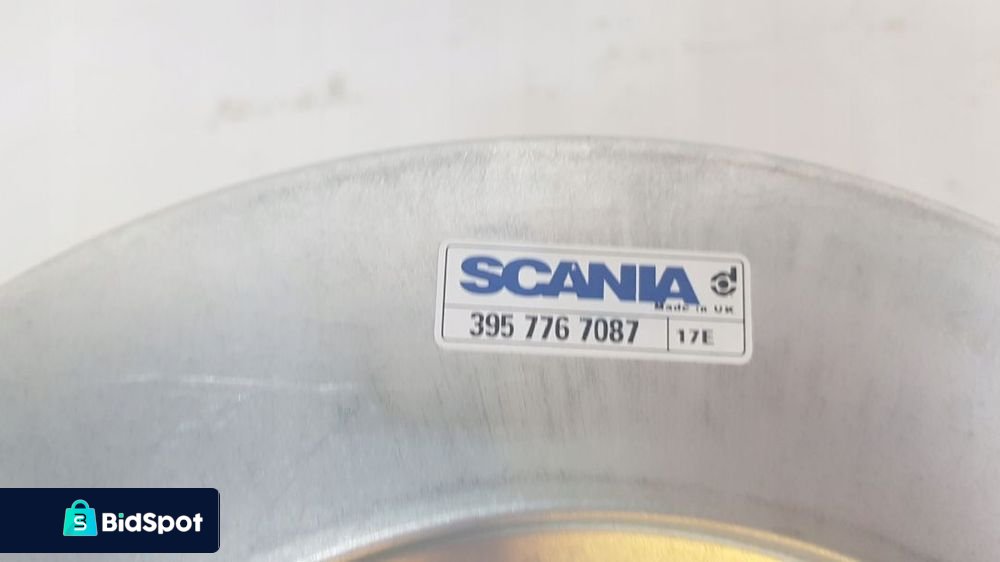 SCANIA
Made in UK
395 776 7087
17E
BidSpot